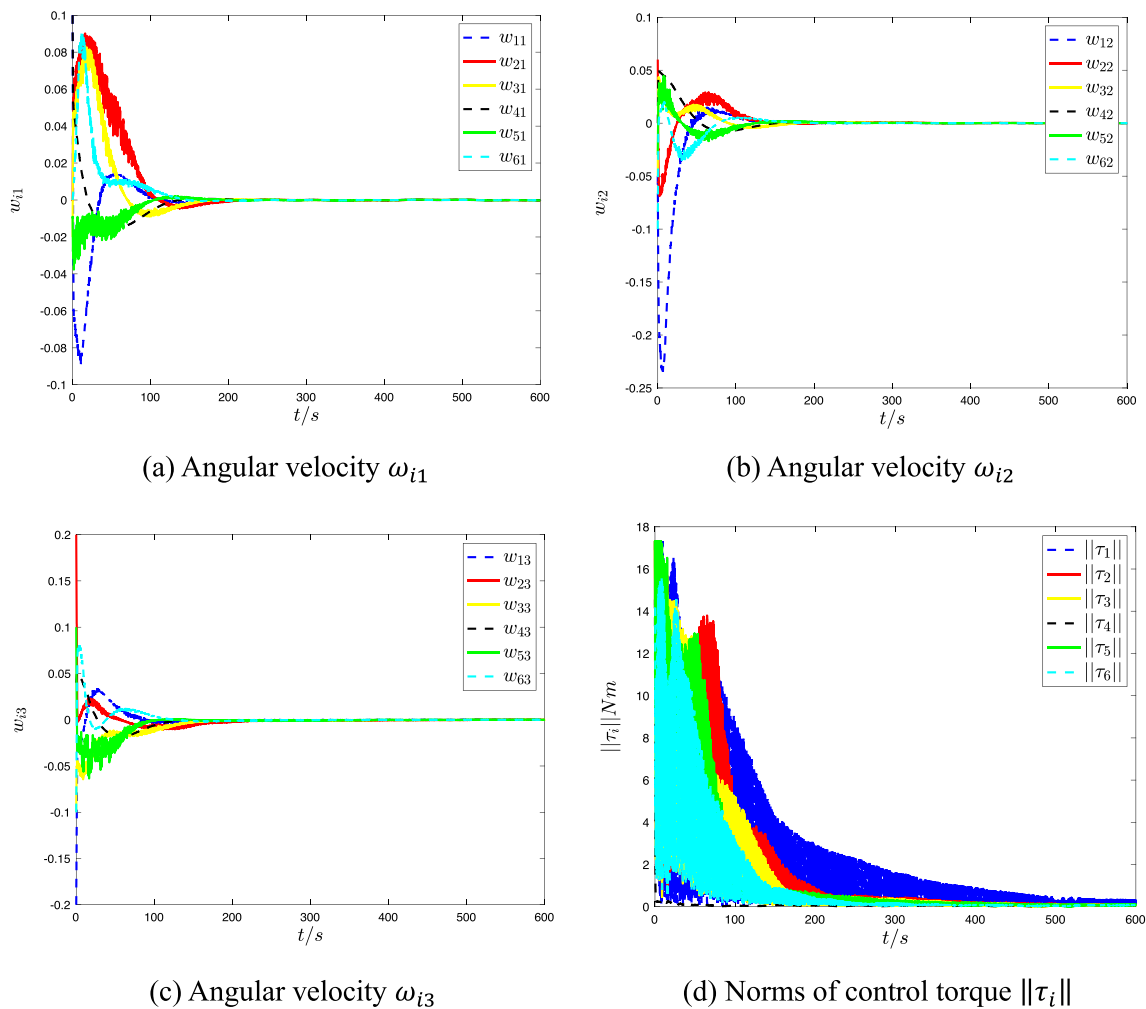 0.1
0.08
0.06
0.04
0.02
0
-0.02
-0.04
-0.06
-0.08
-0.1
0 100 200 300 400 500 600
w_{i1}
t/s
w_{11}
w_{21}
w_{31}
w_{41}
w_{51}
w_{61}
(a) Angular velocity ω_{i1}
0.1
0.05
0
-0.05
-0.1
-0.15
-0.2
-0.25
0 100 200 300 400 500 600
w_{i2}
t/s
w_{12}
w_{22}
w_{32}
w_{42}
w_{52}
w_{62}
(b) Angular velocity ω_{i2}
0.2
0.15
0.1
0.05
0
-0.05
-0.1
-0.15
-0.2
0 100 200 300 400 500 600
w_{i3}
t/s
w_{13}
w_{23}
w_{33}
w_{43}
w_{53}
w_{63}
(c) Angular velocity ω_{i3}
18
16
14
12
10
8
6
4
2
0
0 100 200 300 400 500 600
||τ_i||Nm
t/s
||τ_1||
||τ_2||
||τ_3||
||τ_4||
||τ_5||
||τ_6||
(d) Norms of control torque ‖τ_i‖